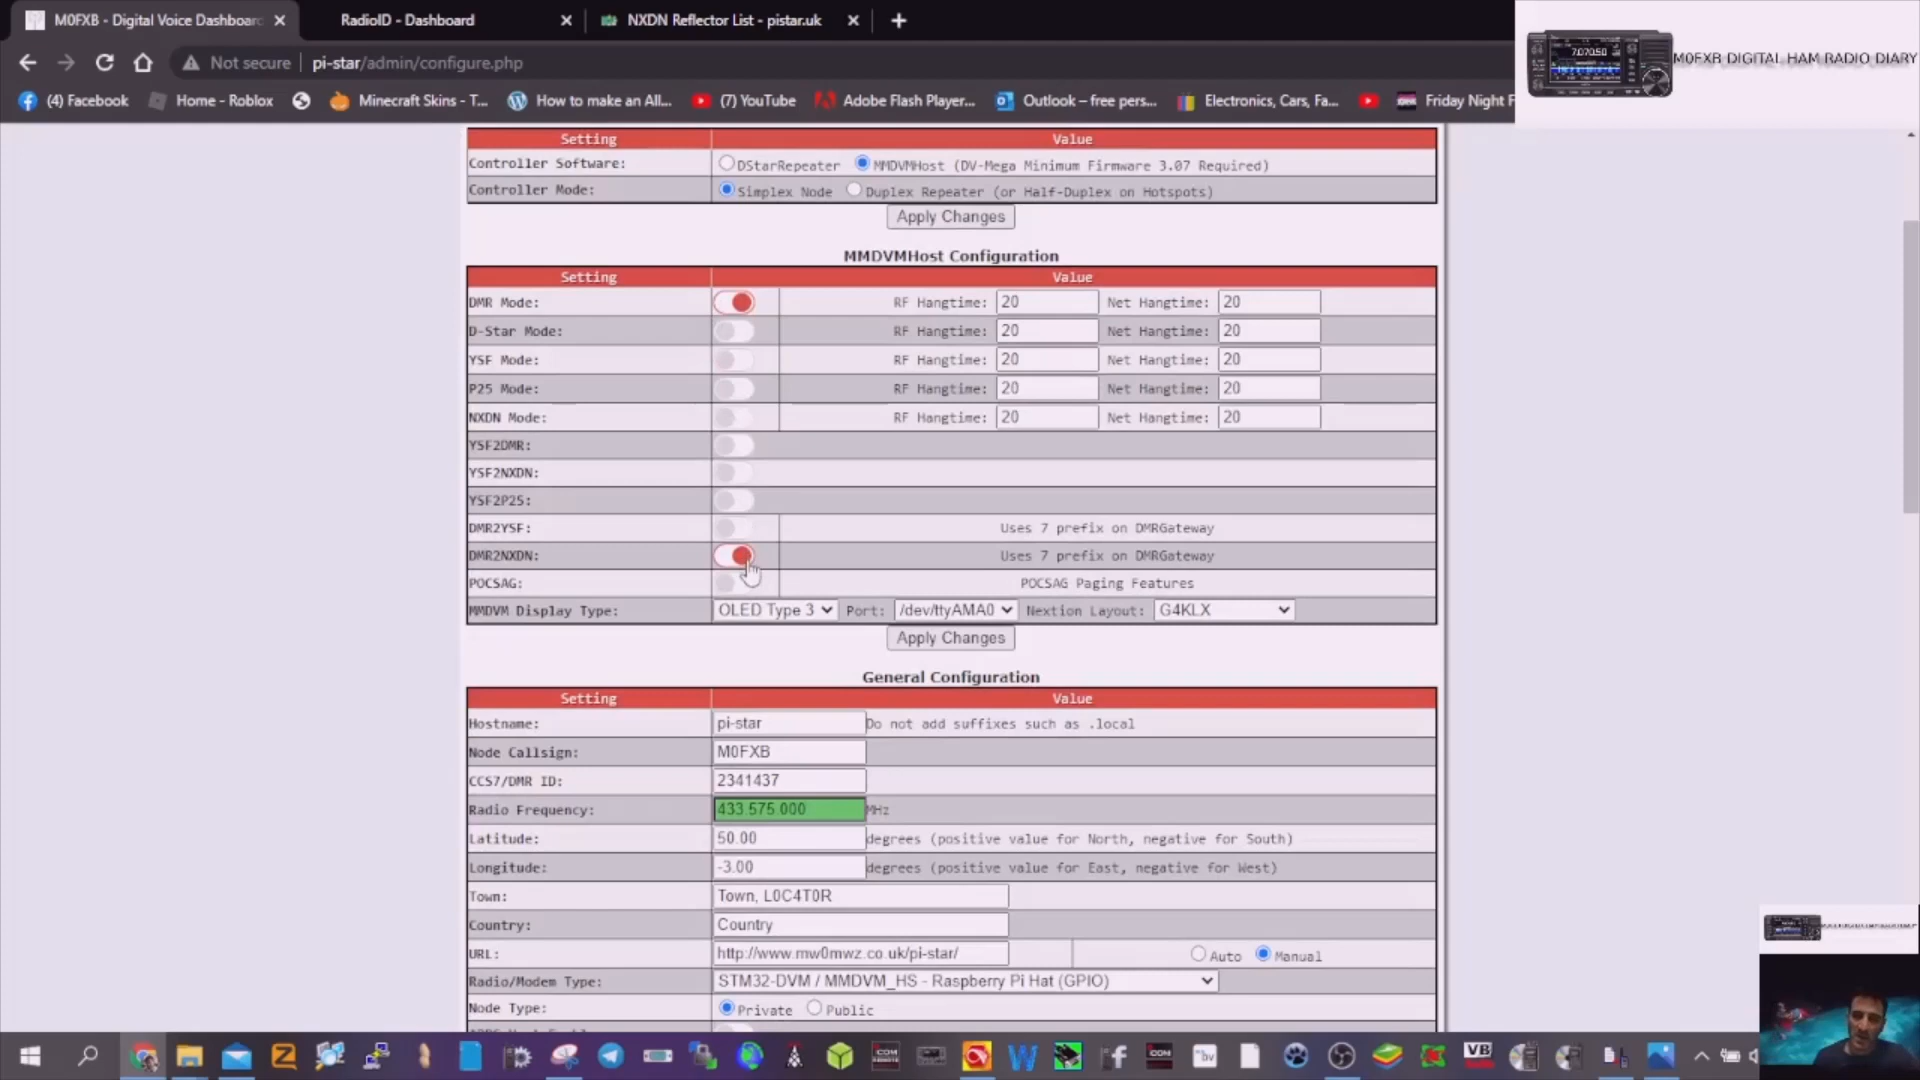 M0FXB - Digital Voice Dashboard
RadioID - Dashboard
NXDN Reflector List - pistar.uk
Not secure
pi-star/admin/configure.php
(4) Facebook
Home - Roblox
Minecraft Skins - T...
How to make an All...
(7) YouTube
Adobe Flash Player...
Outlook – free pers...
Electronics, Cars, Fa...
Friday Night F
7.070.50
M0FXB DIGITAL HAM RADIO DIARY
Setting Value
Controller Software: DStarRepeater MMDVMHost (DV-Mega Minimum Firmware 3.07 Required)
Controller Mode: Simplex Node Duplex Repeater (or Half-Duplex on Hotspots)
Apply Changes
MMDVMHost Configuration
Setting Value
DMR Mode: RF Hangtime: 20 Net Hangtime: 20
D-Star Mode: RF Hangtime: 20 Net Hangtime: 20
YSF Mode: RF Hangtime: 20 Net Hangtime: 20
P25 Mode: RF Hangtime: 20 Net Hangtime: 20
NXDN Mode: RF Hangtime: 20 Net Hangtime: 20
YSF2DMR:
YSF2NXDN:
YSF2P25:
DMR2YSF: Uses 7 prefix on DMRGateway
DMR2NXDN: Uses 7 prefix on DMRGateway
POCSAG: POCSAG Paging Features
MMDVM Display Type: OLED Type 3 Port: /dev/ttyAMA0 Nextion Layout: G4KLX
Apply Changes
General Configuration
Setting Value
Hostname: pi-star Do not add suffixes such as .local
Node Callsign: M0FXB
CCS7/DMR ID: 2341437
Radio Frequency: 433.575.000 MHz
Latitude: 50.00 degrees (positive value for North, negative for South)
Longitude: -3.00 degrees (positive value for East, negative for West)
Town: Town, L0C4T0R
Country: Country
URL: http://www.mw0mwz.co.uk/pi-star/ Auto Manual
Radio/Modem Type: STM32-DVM / MMDVM_HS - Raspberry Pi Hat (GPIO)
Node Type: Private Public